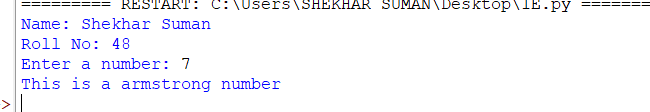 ========= RESTART: C:\Users\SHEKHAR SUMAN\Desktop\IE.py =======
Name: Shekhar Suman
Roll No: 48
Enter a number: 7
This is a armstrong number
>